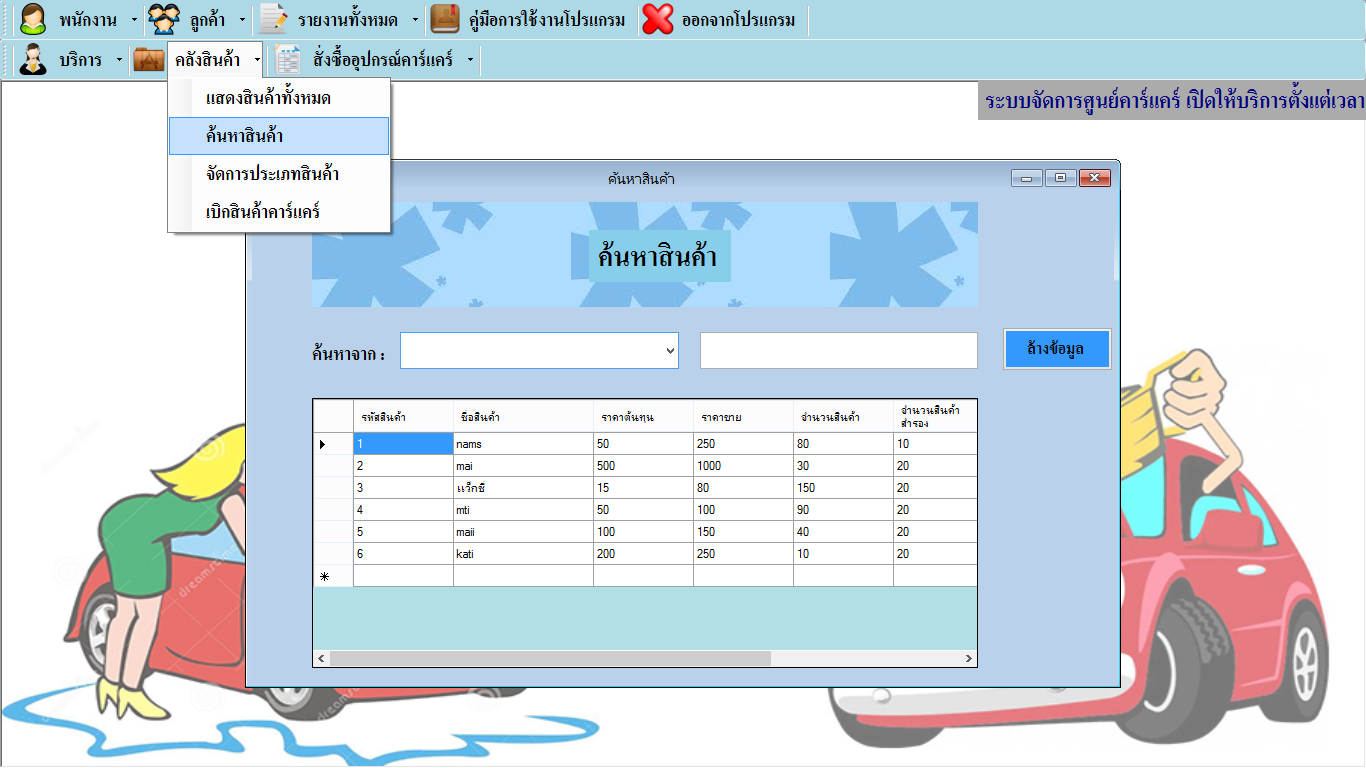 พนักงาน ลูกค้า รายงานทั้งหมด คู่มือการใช้งานโปรแกรม ออกจากโปรแกรม
บริการ คลังสินค้า สั่งซื้ออุปกรณ์คาร์แคร์
แสดงสินค้าทั้งหมด
ค้นหาสินค้า
จัดการประเภทสินค้า
เบิกสินค้าคาร์แคร์
ระบบจัดการศูนย์คาร์แคร์ เปิดให้บริการตั้งแต่เวลา
ค้นหาสินค้า
ค้นหาสินค้า
ค้นหาจาก :
ล้างข้อมูล
รหัสสินค้า ชื่อสินค้า ราคาต้นทุน ราคาขาย จำนวนสินค้า จำนวนสินค้า
สำรอง
1 nams 50 250 80 10
2 mai 500 1000 30 20
3 แว็กซ์ 15 80 150 20
4 mti 50 100 90 20
5 maii 100 150 40 20
6 kati 200 250 10 20